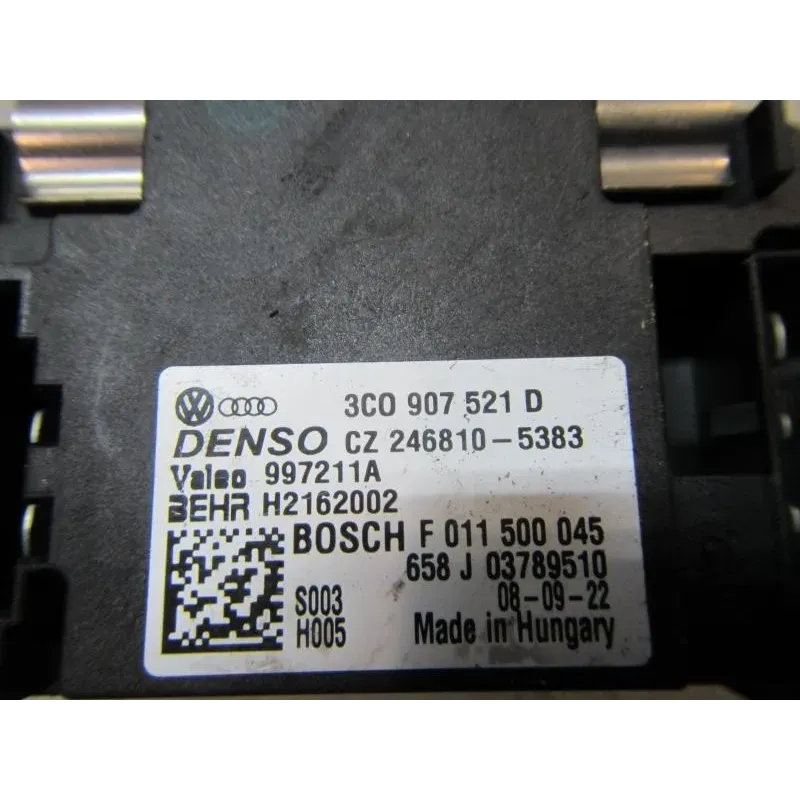 3C0 907 521 D
DENSO CZ 246810-5383
Valeo 997211A
BEHR H2162002
BOSCH F 011 500 045
658 J 03789510
S003 08-09-22
H005 Made in Hungary